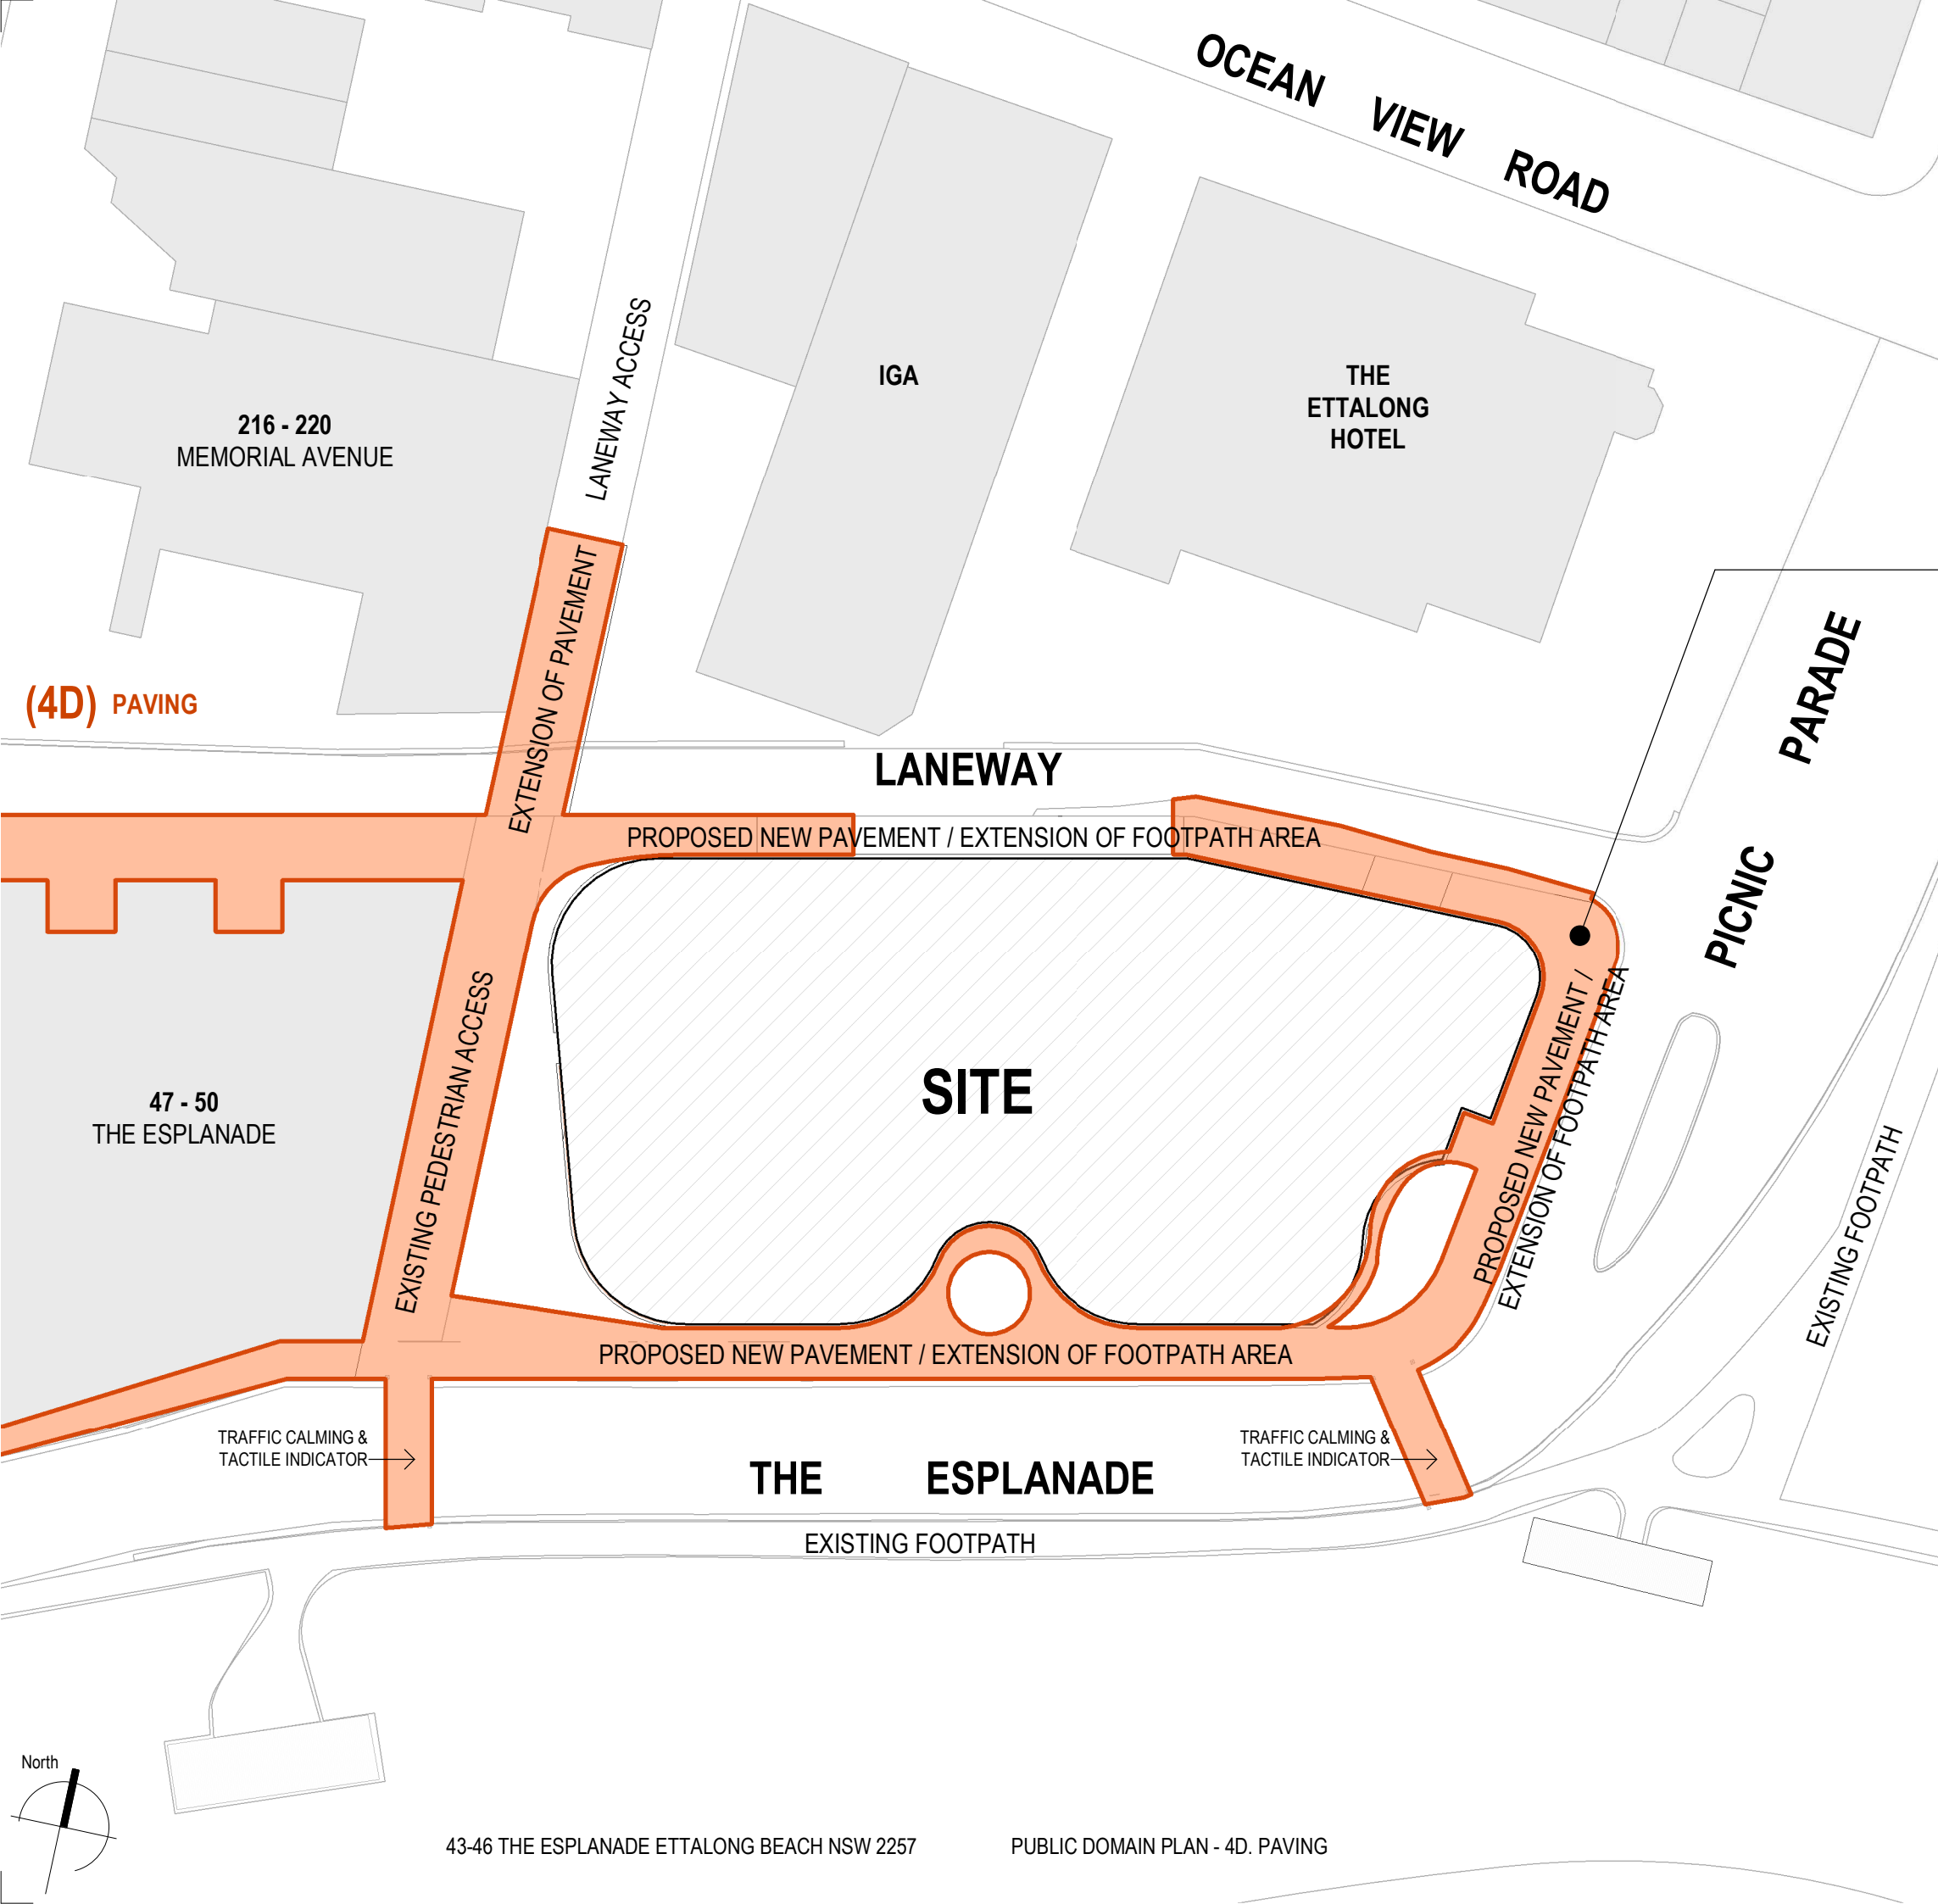 OCEAN VIEW ROAD
LANEWAY ACCESS
IGA
THE
ETTALONG
HOTEL
216 - 220
MEMORIAL AVENUE
EXTENSION OF PAVEMENT
PARADE
PICNIC
(4D) PAVING
LANEWAY
PROPOSED NEW PAVEMENT / EXTENSION OF FOOTPATH AREA
EXISTING PEDESTRIAN ACCESS
SITE
47 - 50
THE ESPLANADE
PROPOSED NEW PAVEMENT /
EXTENSION OF FOOTPATH AREA
EXISTING FOOTPATH
PROPOSED NEW PAVEMENT / EXTENSION OF FOOTPATH AREA
TRAFFIC CALMING &
TACTILE INDICATOR
TRAFFIC CALMING &
TACTILE INDICATOR
THE ESPLANADE
EXISTING FOOTPATH
North
43-46 THE ESPLANADE ETTALONG BEACH NSW 2257
PUBLIC DOMAIN PLAN - 4D. PAVING